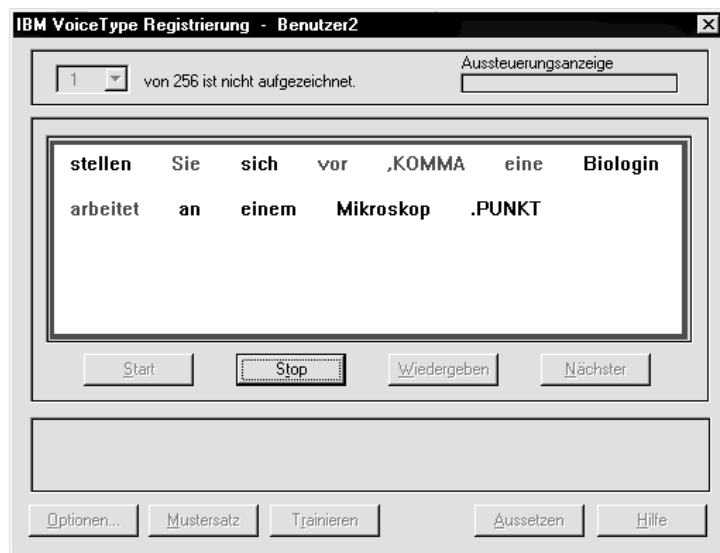 IBM VoiceType Registrierung - Benutzer2
Aussteuerungsanzeige
1 von 256 ist nicht aufgezeichnet.
stellen Sie sich vor ,KOMMA eine Biologin
arbeitet an einem Mikroskop .PUNKT
Start Stop Wiedergeben Nächster
Optionen... Mustersatz Trainieren Aussetzen Hilfe